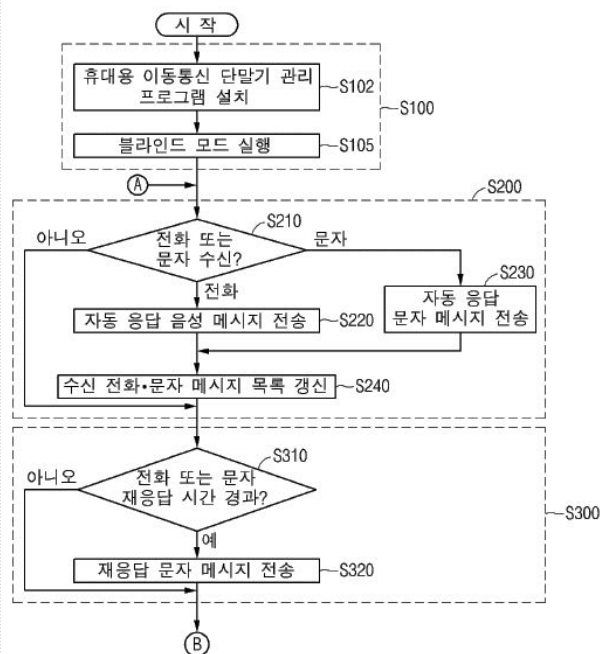 시 작
휴대용 이동통신 단말기 관리
프로그램 설치
S102
S100
블라인드 모드 실행
S105
A
S200
S210
아니오
전화 또는
문자 수신?
문자
전화
S230
자동 응답
문자 메시지 전송
자동 응답 음성 메시지 전송
S220
수신 전화•문자 메시지 목록 갱신
S240
S310
아니오
전화 또는 문자
재응답 시간 경과?
S300
예
재응답 문자 메시지 전송
S320
B